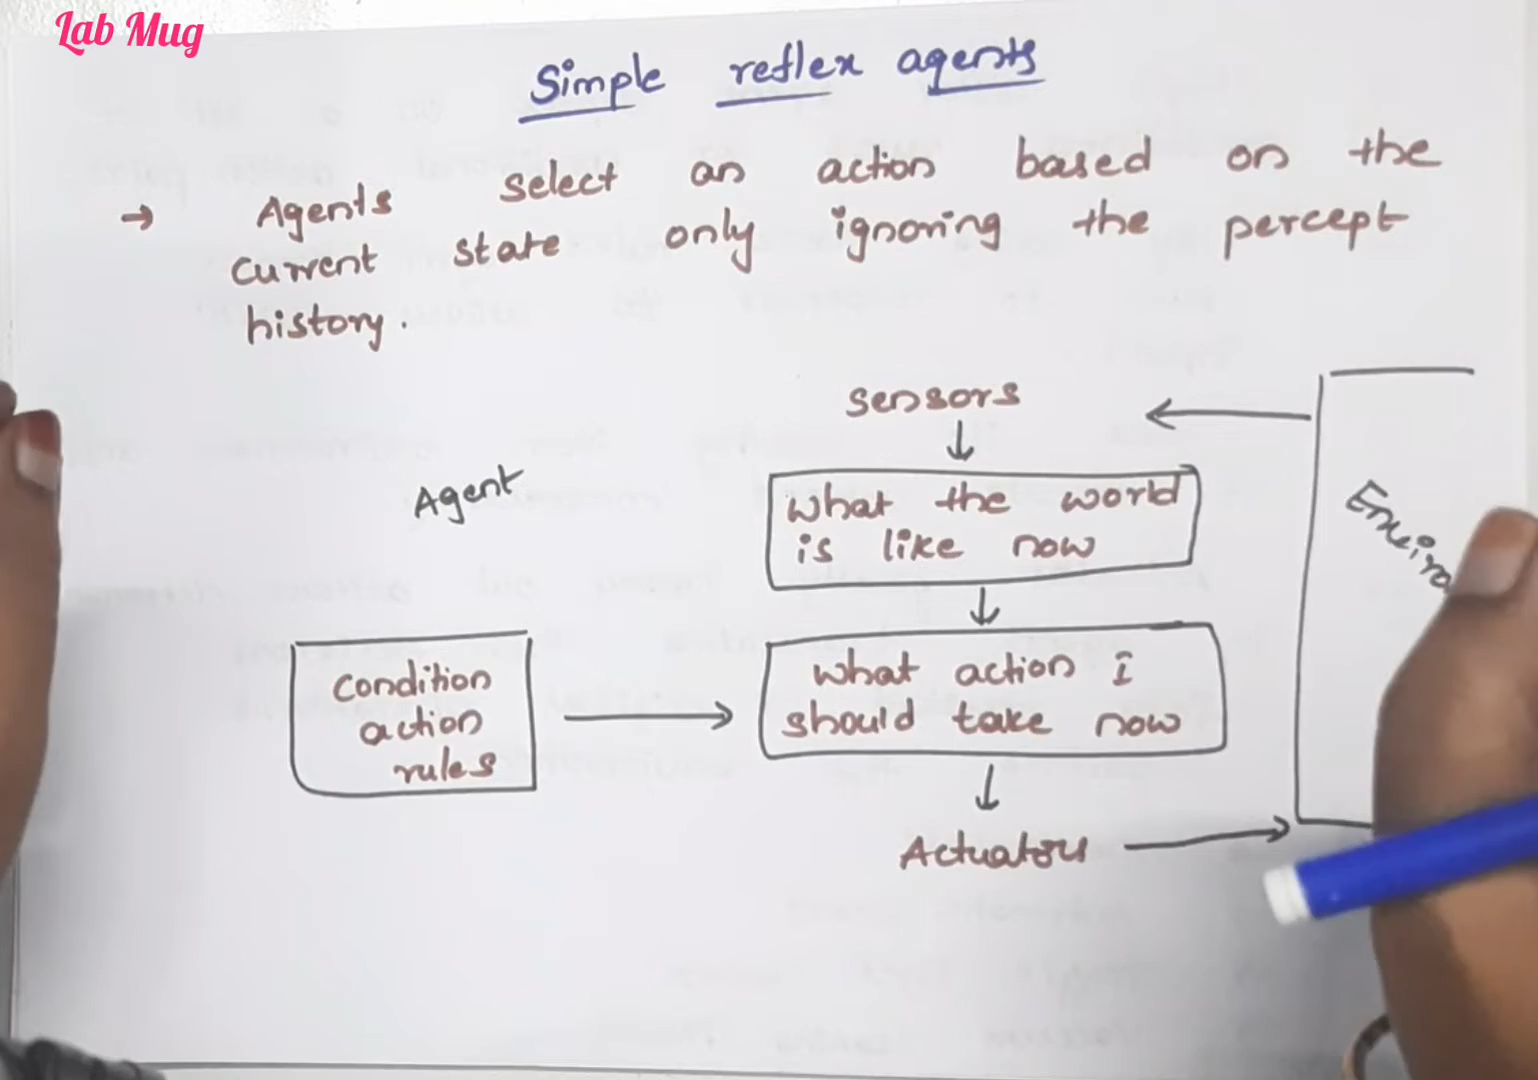 Lab Mug
Simple reflex agents
→ Agents select an action based on the
current state only ignoring the percept
history.
Sensors
Agent
What the world
is like now
Condition
action
rules
What action I
should take now
Actuators